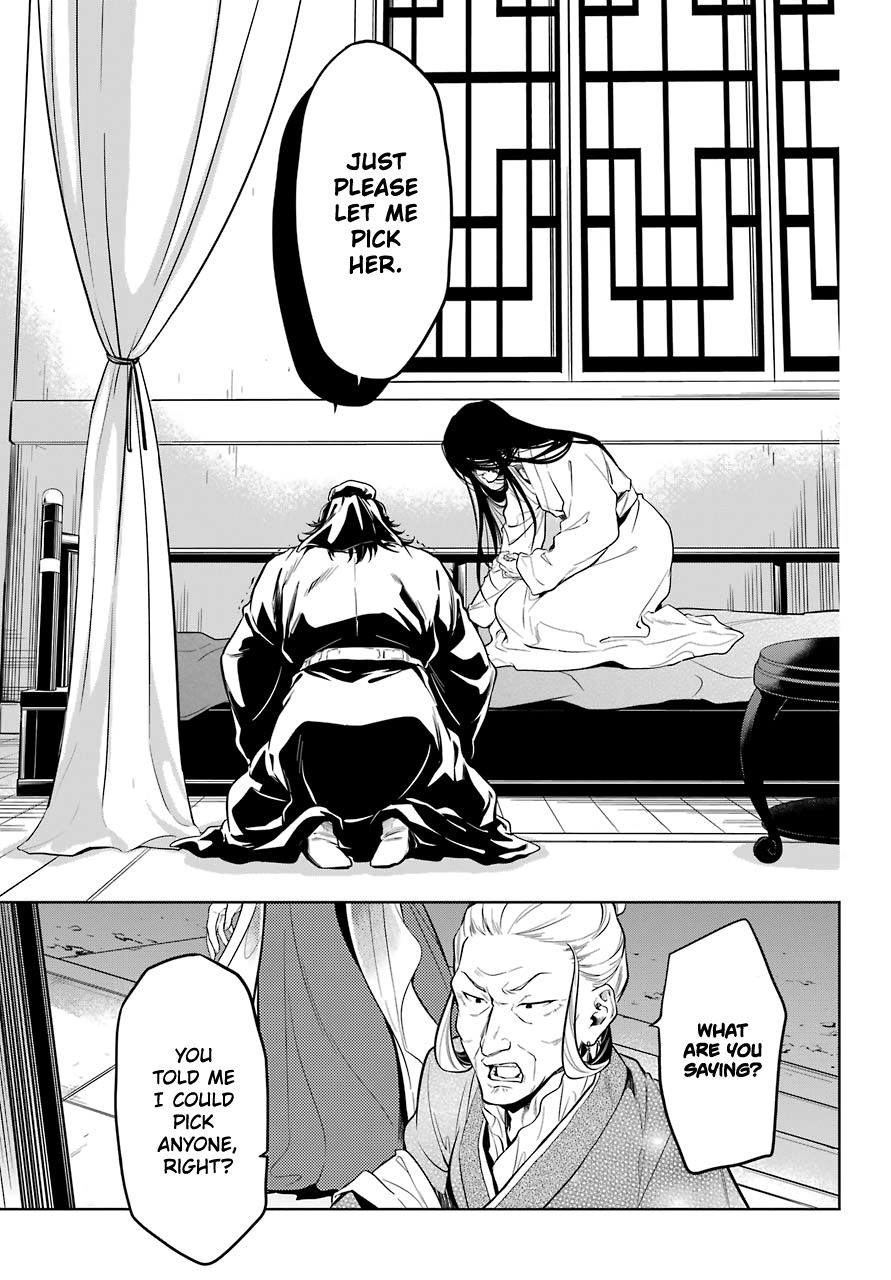 JUST
PLEASE
LET ME
PICK
HER.
WHAT
ARE YOU
SAYING?
YOU
TOLD ME
I COULD
PICK
ANYONE,
RIGHT?